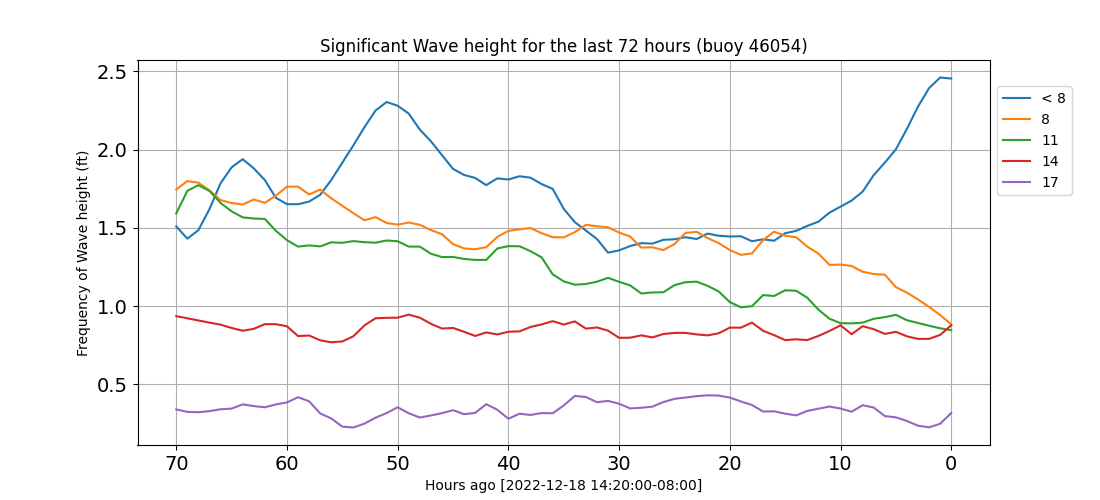 Significant Wave height for the last 72 hours (buoy 46054)
Frequency of Wave height (ft)
2.5
2.0
1.5
1.0
0.5
70 60 50 40 30 20 10 0
Hours ago [2022-12-18 14:20:00-08:00]
< 8
8
11
14
17